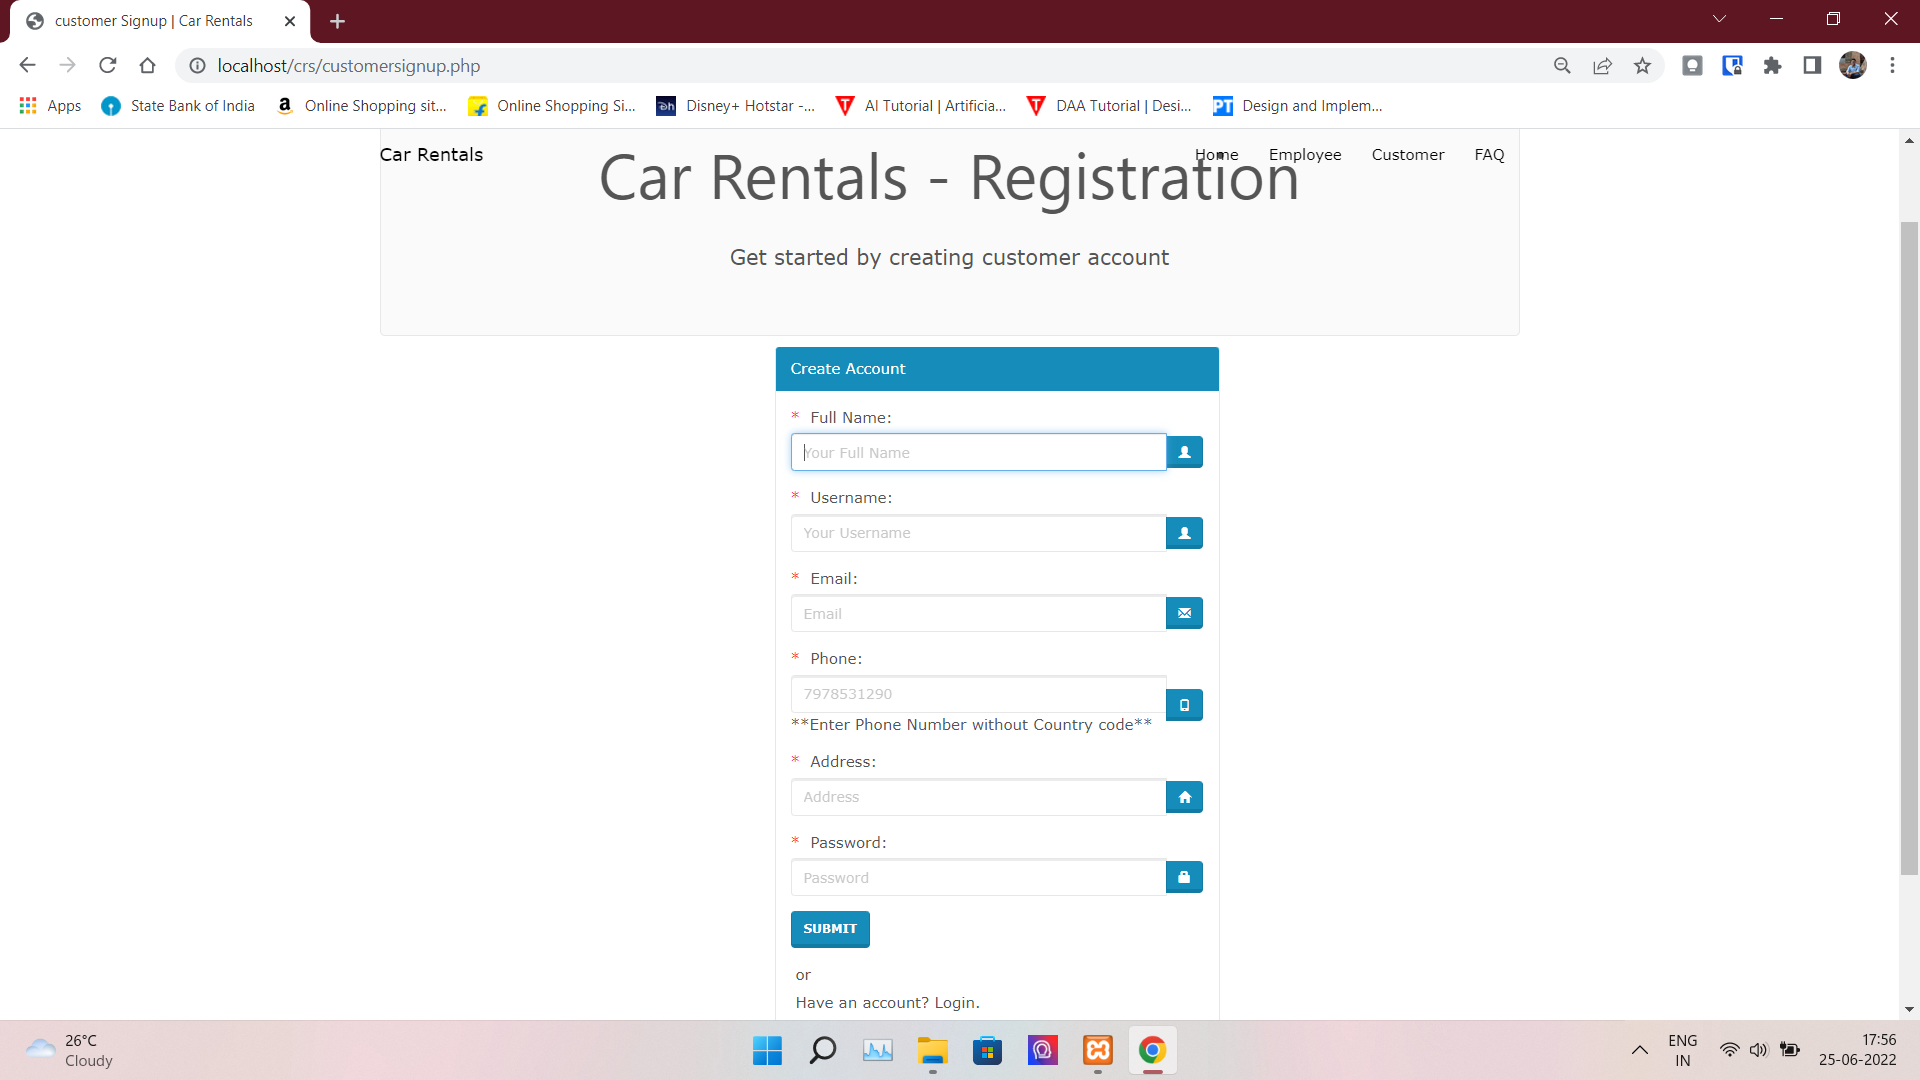 customer Signup | Car Rentals
localhost/crs/customersignup.php
Apps State Bank of India Online Shopping sit... Online Shopping Si... Disney+ Hotstar -... AI Tutorial | Artificia... DAA Tutorial | Desi... Design and Implem...
Car Rentals Home Employee Customer FAQ
Car Rentals - Registration
Get started by creating customer account
Create Account
* Full Name:
Your Full Name
* Username:
Your Username
* Email:
Email
* Phone:
7978531290
**Enter Phone Number without Country code**
* Address:
Address
* Password:
Password
SUBMIT
or
Have an account? Login.
26°C
Cloudy
ENG
IN
17:56
25-06-2022